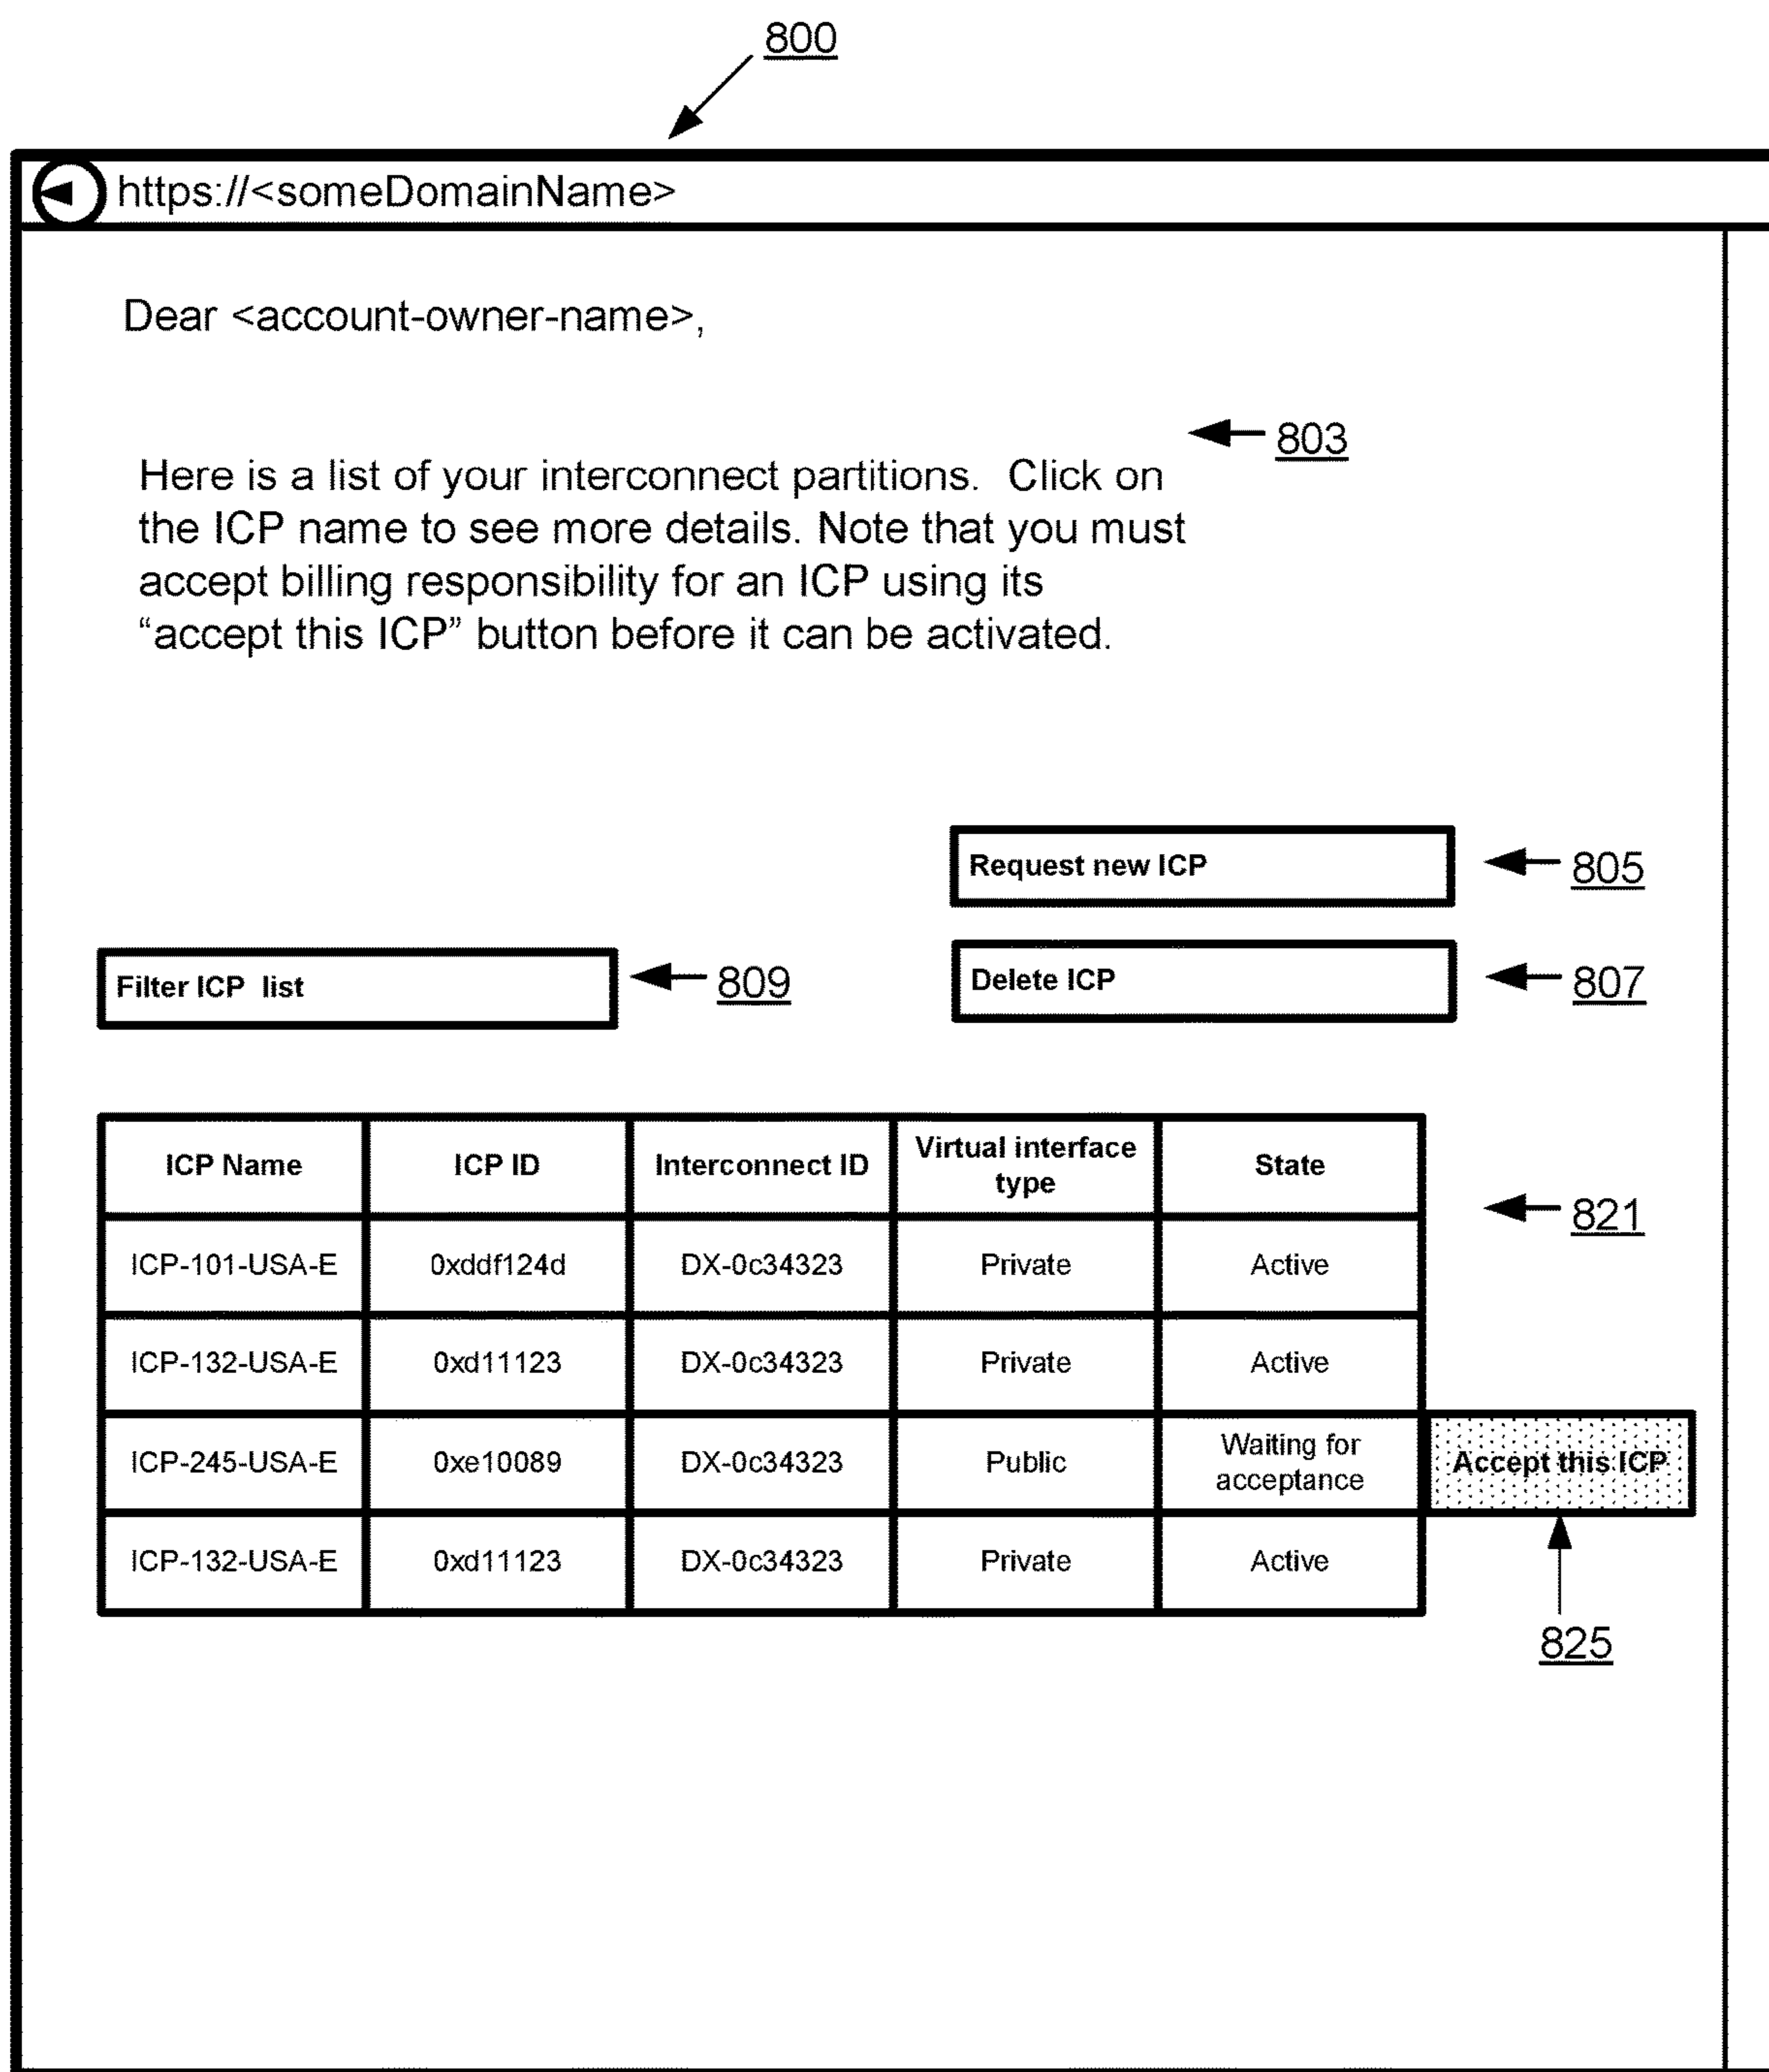 800
https://<someDomainName>
Dear <account-owner-name>,
803
Here is a list of your interconnect partitions.  Click on
the ICP name to see more details. Note that you must
accept billing responsibility for an ICP using its
“accept this ICP” button before it can be activated.
Request new ICP
805
Filter ICP  list
809
Delete ICP
807
ICP Name ICP ID Interconnect ID Virtual interface type State
821
ICP-101-USA-E 0xddf124d DX-0c34323 Private Active
ICP-132-USA-E 0xd11123 DX-0c34323 Private Active
ICP-245-USA-E 0xe10089 DX-0c34323 Public Waiting for acceptance Accept this ICP
ICP-132-USA-E 0xd11123 DX-0c34323 Private Active
825